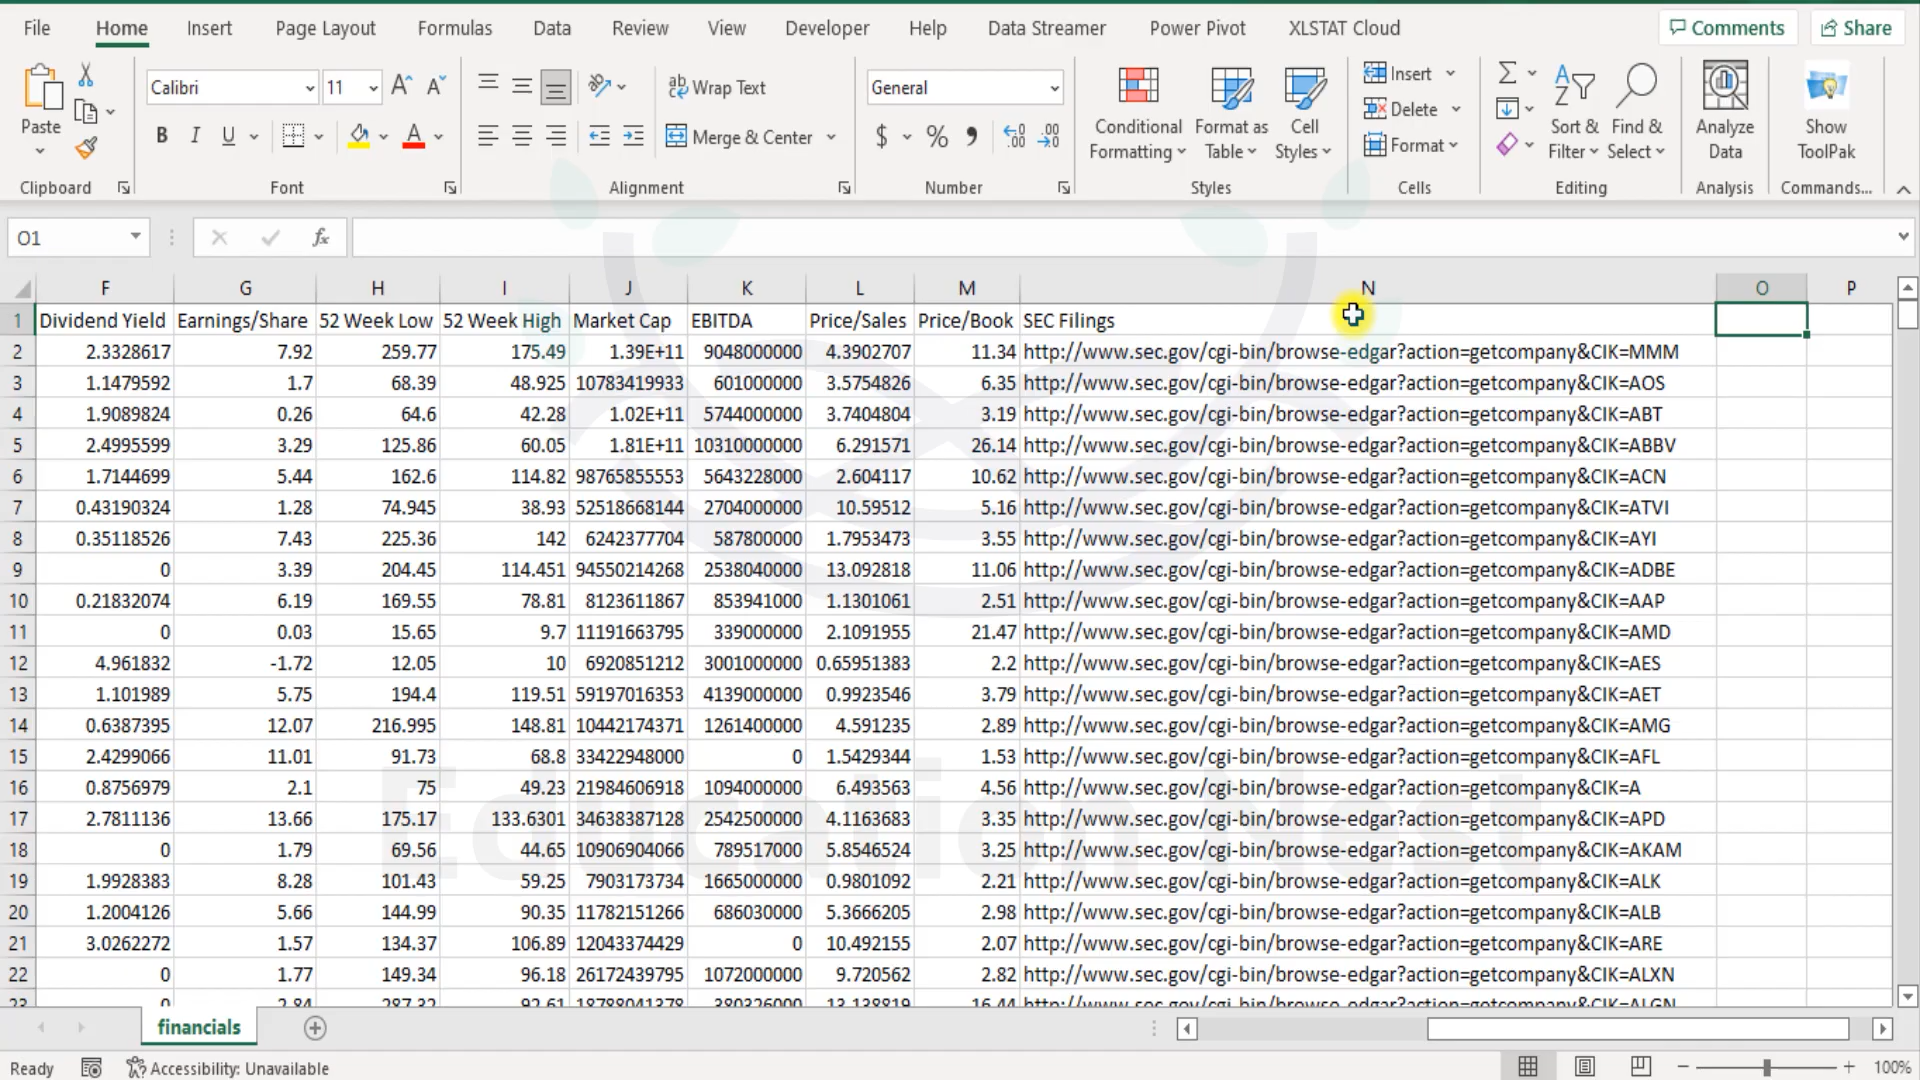 File Home Insert Page Layout Formulas Data Review View Developer Help Data Streamer Power Pivot XLSTAT Cloud Comments Share
Calibri 11 Wrap Text General Insert
Paste Merge & Center Conditional Formatting Format as Table Cell Styles Delete Format Sort & Filter Find & Select Analyze Data Show ToolPak
Clipboard Font Alignment Number Styles Cells Editing Analysis Commands...
O1 fx
F G H I J K L M N O P
1 Dividend Yield Earnings/Share 52 Week Low 52 Week High Market Cap EBITDA Price/Sales Price/Book SEC Filings
2 2.3328617 7.92 259.77 175.49 1.39E+11 9048000000 4.3902707 11.34 http://www.sec.gov/cgi-bin/browse-edgar?action=getcompany&CIK=MMM
3 1.1479592 1.7 68.39 48.925 10783419933 601000000 3.5754826 6.35 http://www.sec.gov/cgi-bin/browse-edgar?action=getcompany&CIK=AOS
4 1.9089824 0.26 64.6 42.28 1.02E+11 5744000000 3.7404804 3.19 http://www.sec.gov/cgi-bin/browse-edgar?action=getcompany&CIK=ABT
5 2.4995599 3.29 125.86 60.05 1.81E+11 10310000000 6.291571 26.14 http://www.sec.gov/cgi-bin/browse-edgar?action=getcompany&CIK=ABBV
6 1.7144699 5.44 162.6 114.82 98765855553 5643228000 2.604117 10.62 http://www.sec.gov/cgi-bin/browse-edgar?action=getcompany&CIK=ACN
7 0.43190324 1.28 74.945 38.93 52518668144 2704000000 10.59512 5.16 http://www.sec.gov/cgi-bin/browse-edgar?action=getcompany&CIK=ATVI
8 0.35118526 7.43 225.36 142 6242377704 587800000 1.7953473 3.55 http://www.sec.gov/cgi-bin/browse-edgar?action=getcompany&CIK=AYI
9 0 3.39 204.45 114.451 94550214268 2538040000 13.092818 11.06 http://www.sec.gov/cgi-bin/browse-edgar?action=getcompany&CIK=ADBE
10 0.21832074 6.19 169.55 78.81 8123611867 853941000 1.1301061 2.51 http://www.sec.gov/cgi-bin/browse-edgar?action=getcompany&CIK=AAP
11 0 0.03 15.65 9.7 11191663795 339000000 2.1091955 21.47 http://www.sec.gov/cgi-bin/browse-edgar?action=getcompany&CIK=AMD
12 4.961832 -1.72 12.05 10 6920851212 3001000000 0.65951383 2.2 http://www.sec.gov/cgi-bin/browse-edgar?action=getcompany&CIK=AES
13 1.101989 5.75 194.4 119.51 59197016353 4139000000 0.9923546 3.79 http://www.sec.gov/cgi-bin/browse-edgar?action=getcompany&CIK=AET
14 0.6387395 12.07 216.995 148.81 10442174371 1261400000 4.591235 2.89 http://www.sec.gov/cgi-bin/browse-edgar?action=getcompany&CIK=AMG
15 2.4299066 11.01 91.73 68.8 33422948000 0 1.5429344 1.53 http://www.sec.gov/cgi-bin/browse-edgar?action=getcompany&CIK=AFL
16 0.8756979 2.1 75 49.23 21984606918 1094000000 6.493563 4.56 http://www.sec.gov/cgi-bin/browse-edgar?action=getcompany&CIK=A
17 2.7811136 13.66 175.17 133.6301 34638387128 2542500000 4.1163683 3.35 http://www.sec.gov/cgi-bin/browse-edgar?action=getcompany&CIK=APD
18 0 1.79 69.56 44.65 10906904066 789517000 5.8546524 3.25 http://www.sec.gov/cgi-bin/browse-edgar?action=getcompany&CIK=AKAM
19 1.9928383 8.28 101.43 59.25 7903173734 1665000000 0.9801092 2.21 http://www.sec.gov/cgi-bin/browse-edgar?action=getcompany&CIK=ALK
20 1.2004126 5.66 144.99 90.35 11782151266 686030000 5.3666205 2.98 http://www.sec.gov/cgi-bin/browse-edgar?action=getcompany&CIK=ALB
21 3.0262272 1.57 134.37 106.89 12043374429 0 10.492155 2.07 http://www.sec.gov/cgi-bin/browse-edgar?action=getcompany&CIK=ARE
22 0 1.77 149.34 96.18 26172439795 1072000000 9.720562 2.82 http://www.sec.gov/cgi-bin/browse-edgar?action=getcompany&CIK=ALXN
23 0 2.84 287.32 92.61 18788041378 380326000 13.138819 16.44 http://www.sec.gov/cgi-bin/browse-edgar?action=getcompany&CIK=ALGN
Education Nest
financials
Ready Accessibility: Unavailable 100%